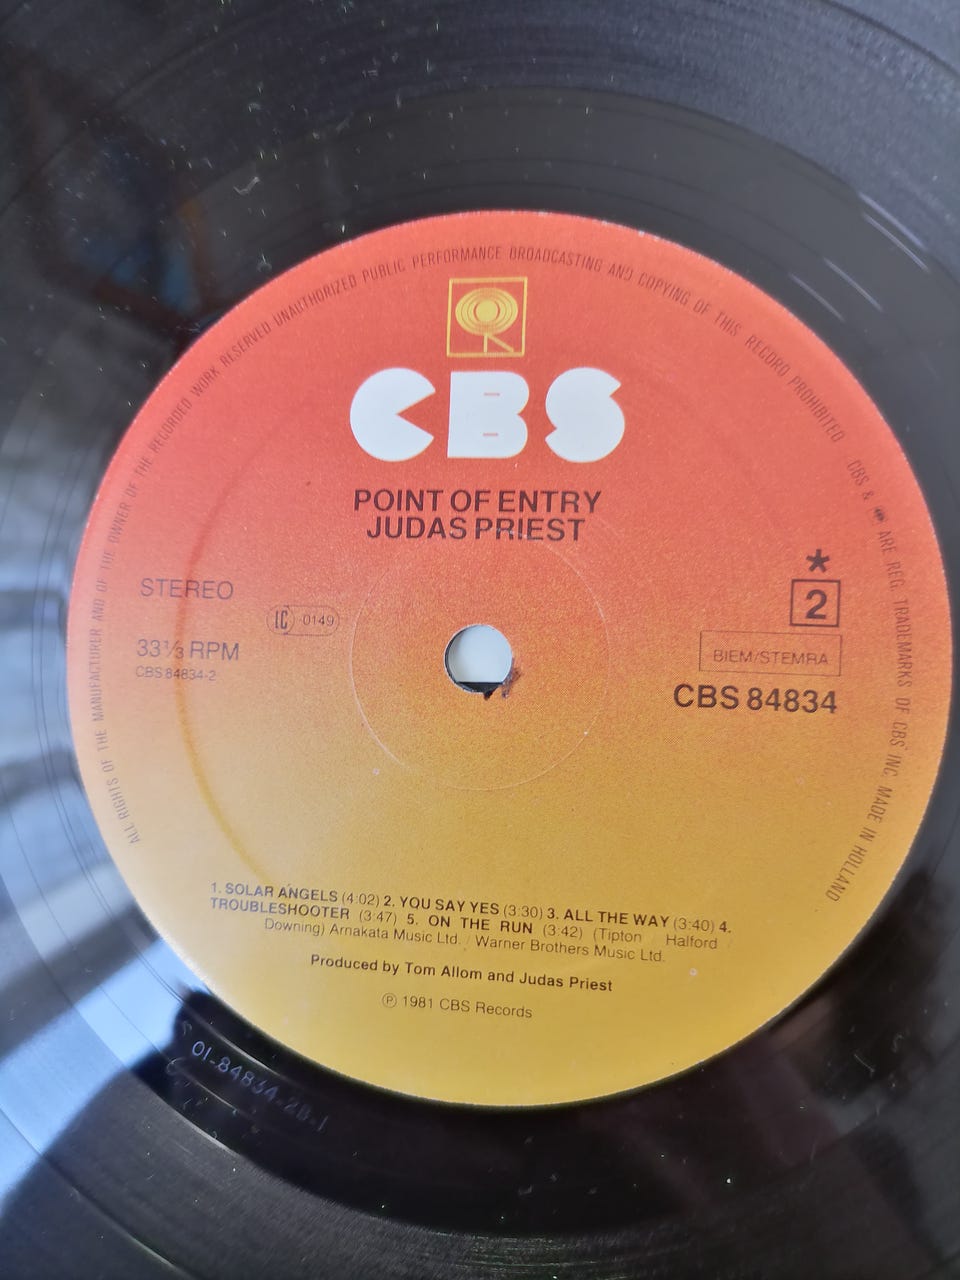 ALL RIGHTS OF THE MANUFACTURER AND OF THE OWNER OF THE RECORDED WORK RESERVED UNAUTHORIZED PUBLIC PERFORMANCE BROADCASTING AND COPYING OF THIS RECORD PROHIBITED
CBS & ARE REG. TRADEMARKS OF CBS INC. MADE IN HOLLAND
CBS
POINT OF ENTRY
JUDAS PRIEST
STEREO
LC 0149
33⅓ RPM
CBS 84834-2
*
2
BIEM/STEMRA
CBS 84834
1. SOLAR ANGELS (4:02) 2. YOU SAY YES (3:30) 3. ALL THE WAY (3:40) 4.
TROUBLESHOOTER (3:47) 5. ON THE RUN (3:42) (Tipton Halford
Downing) Arnakata Music Ltd. / Warner Brothers Music Ltd.
Produced by Tom Allom and Judas Priest
℗ 1981 CBS Records
01-84834-2B-1